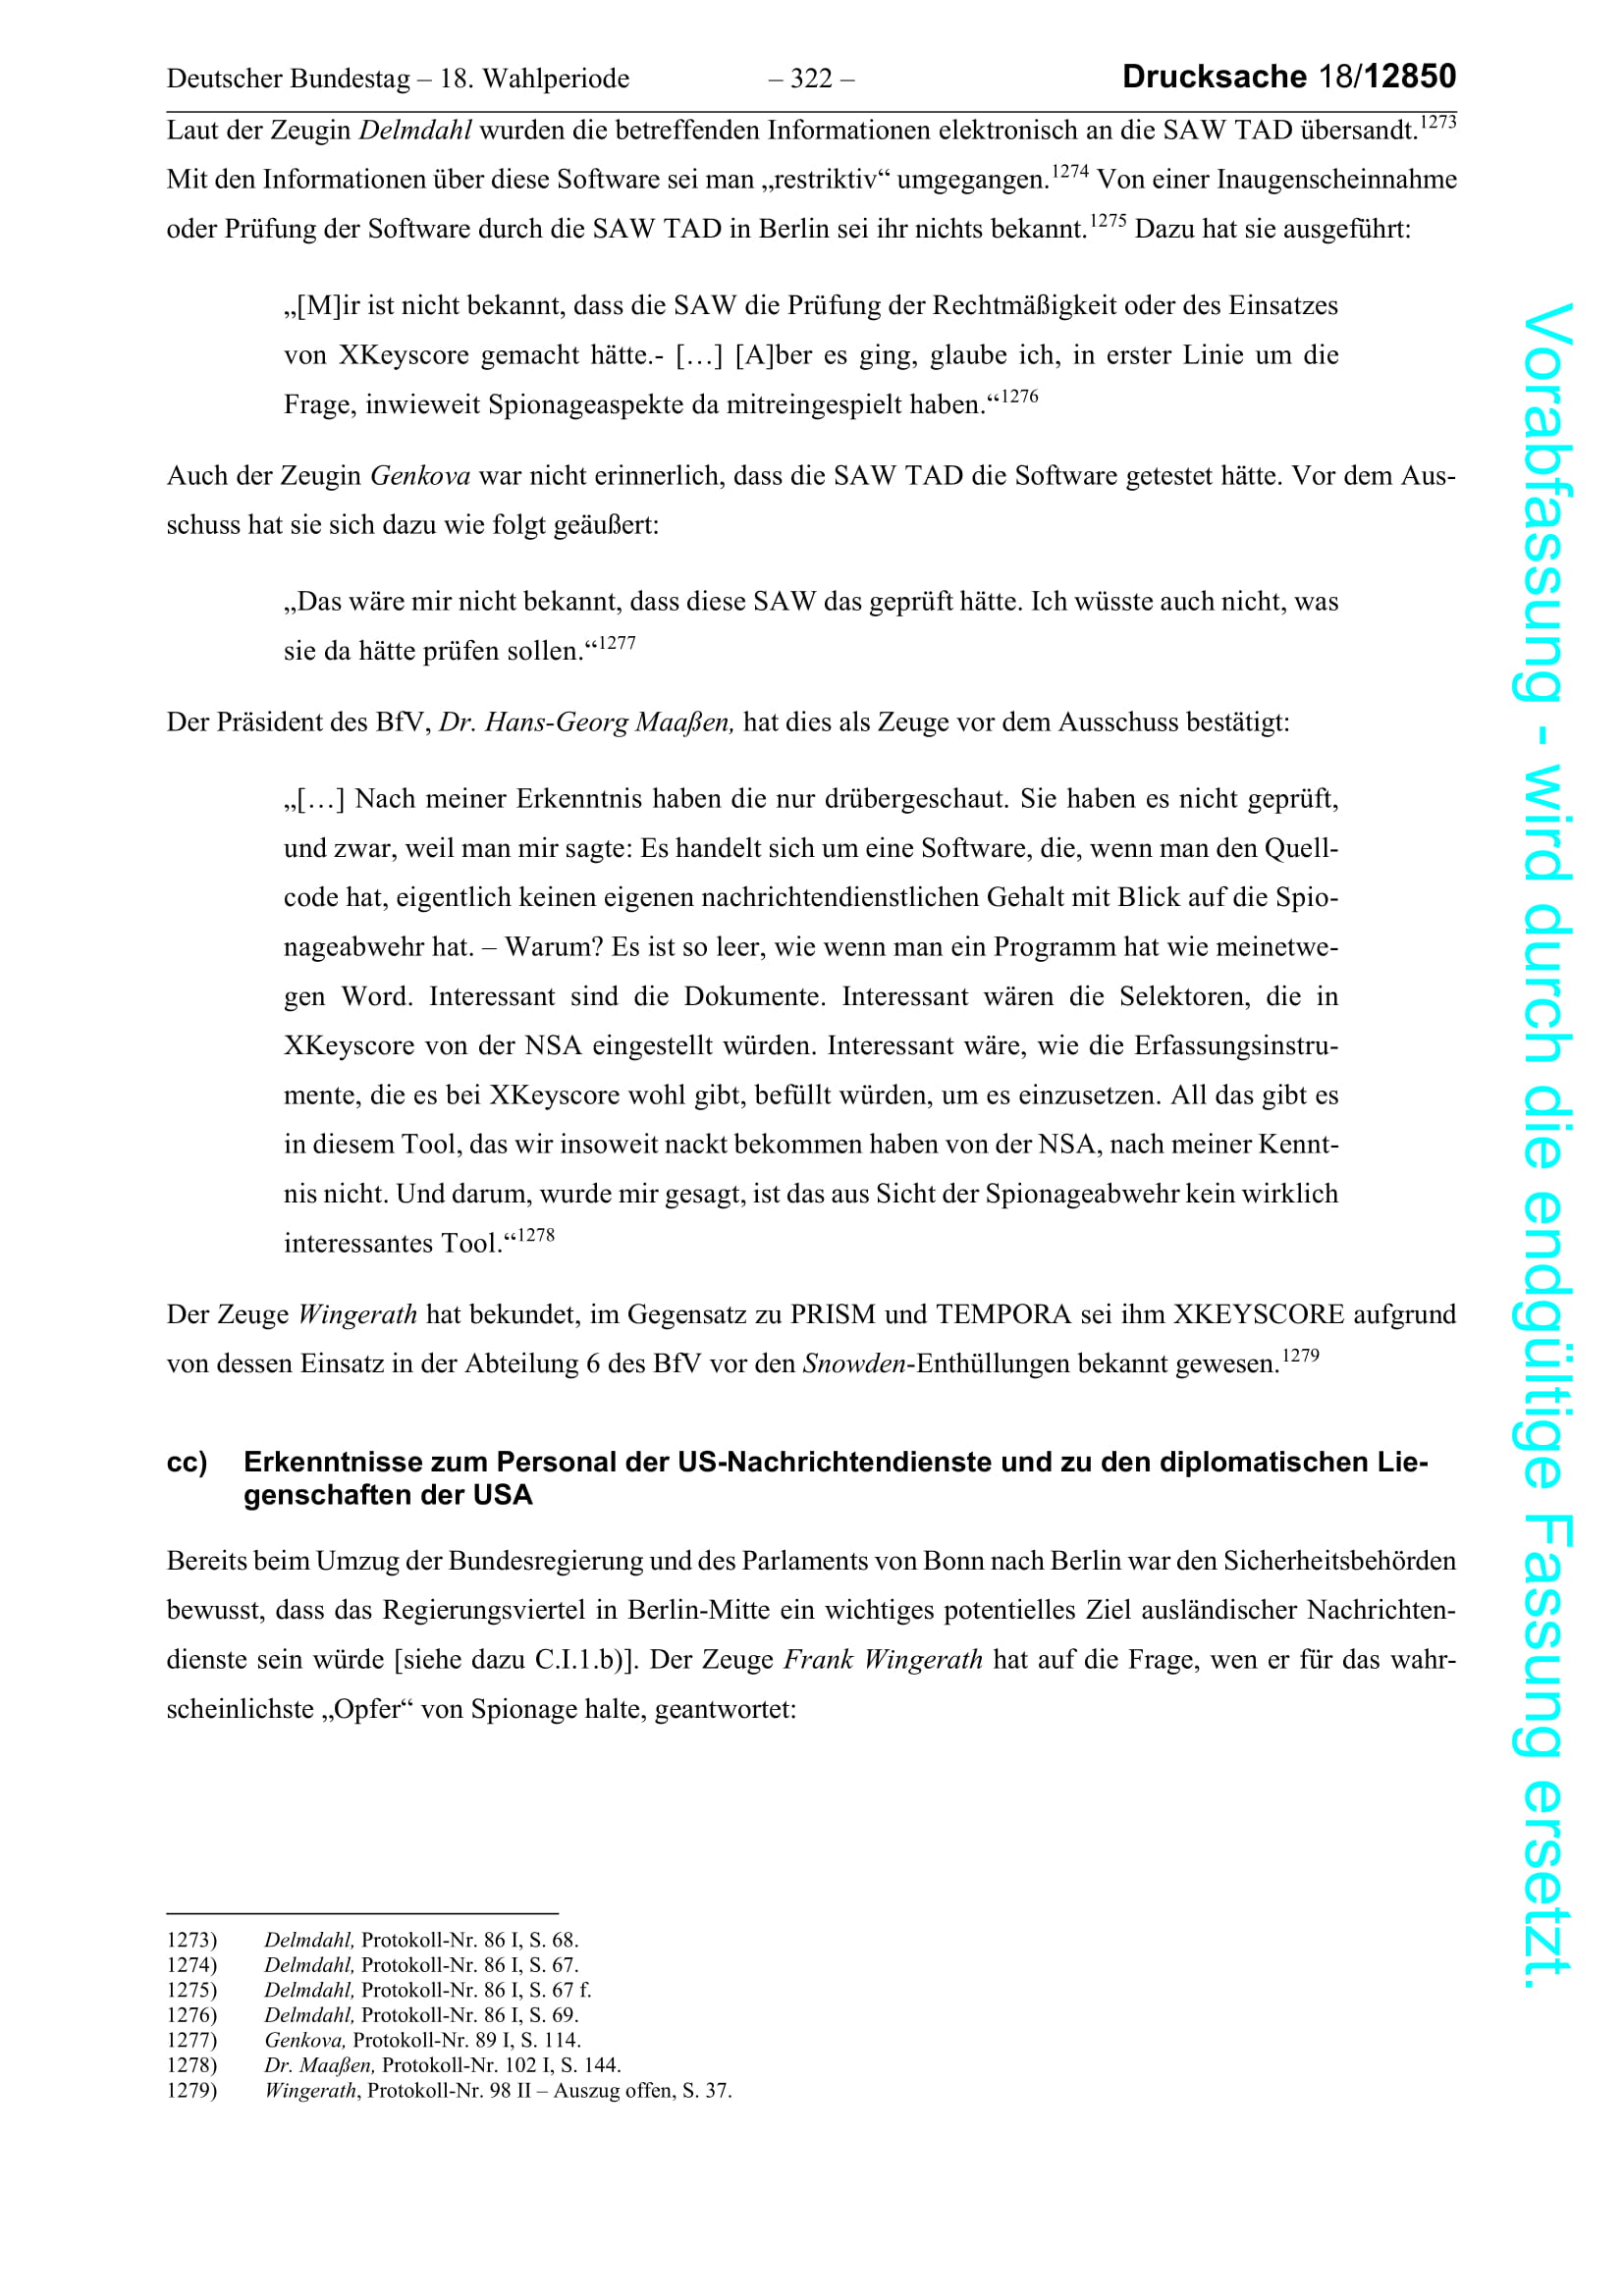 Deutscher Bundestag – 18. Wahlperiode – 322 – Drucksache 18/12850
Laut der Zeugin Delmdahl wurden die betreffenden Informationen elektronisch an die SAW TAD übersandt.1273
Mit den Informationen über diese Software sei man „restriktiv“ umgegangen.1274 Von einer Inaugenscheinnahme
oder Prüfung der Software durch die SAW TAD in Berlin sei ihr nichts bekannt.1275 Dazu hat sie ausgeführt:
„[M]ir ist nicht bekannt, dass die SAW die Prüfung der Rechtmäßigkeit oder des Einsatzes
von XKeyscore gemacht hätte.- […] [A]ber es ging, glaube ich, in erster Linie um die
Frage, inwieweit Spionageaspekte da mitreingespielt haben.“1276
Auch der Zeugin Genkova war nicht erinnerlich, dass die SAW TAD die Software getestet hätte. Vor dem Aus-
schuss hat sie sich dazu wie folgt geäußert:
„Das wäre mir nicht bekannt, dass diese SAW das geprüft hätte. Ich wüsste auch nicht, was
sie da hätte prüfen sollen.“1277
Der Präsident des BfV, Dr. Hans-Georg Maaßen, hat dies als Zeuge vor dem Ausschuss bestätigt:
„[…] Nach meiner Erkenntnis haben die nur drübergeschaut. Sie haben es nicht geprüft,
und zwar, weil man mir sagte: Es handelt sich um eine Software, die, wenn man den Quell-
code hat, eigentlich keinen eigenen nachrichtendienstlichen Gehalt mit Blick auf die Spio-
nageabwehr hat. – Warum? Es ist so leer, wie wenn man ein Programm hat wie meinetwe-
gen Word. Interessant sind die Dokumente. Interessant wären die Selektoren, die in
XKeyscore von der NSA eingestellt würden. Interessant wäre, wie die Erfassungsinstru-
mente, die es bei XKeyscore wohl gibt, befüllt würden, um es einzusetzen. All das gibt es
in diesem Tool, das wir insoweit nackt bekommen haben von der NSA, nach meiner Kennt-
nis nicht. Und darum, wurde mir gesagt, ist das aus Sicht der Spionageabwehr kein wirklich
interessantes Tool.“1278
Der Zeuge Wingerath hat bekundet, im Gegensatz zu PRISM und TEMPORA sei ihm XKEYSCORE aufgrund
von dessen Einsatz in der Abteilung 6 des BfV vor den Snowden-Enthüllungen bekannt gewesen.1279
cc) Erkenntnisse zum Personal der US-Nachrichtendienste und zu den diplomatischen Lie-
genschaften der USA
Bereits beim Umzug der Bundesregierung und des Parlaments von Bonn nach Berlin war den Sicherheitsbehörden
bewusst, dass das Regierungsviertel in Berlin-Mitte ein wichtiges potentielles Ziel ausländischer Nachrichten-
dienste sein würde [siehe dazu C.I.1.b)]. Der Zeuge Frank Wingerath hat auf die Frage, wen er für das wahr-
scheinlichste „Opfer“ von Spionage halte, geantwortet:
1273) Delmdahl, Protokoll-Nr. 86 I, S. 68.
1274) Delmdahl, Protokoll-Nr. 86 I, S. 67.
1275) Delmdahl, Protokoll-Nr. 86 I, S. 67 f.
1276) Delmdahl, Protokoll-Nr. 86 I, S. 69.
1277) Genkova, Protokoll-Nr. 89 I, S. 114.
1278) Dr. Maaßen, Protokoll-Nr. 102 I, S. 144.
1279) Wingerath, Protokoll-Nr. 98 II – Auszug offen, S. 37.
Vorabfassung - wird durch die endgültige Fassung ersetzt.